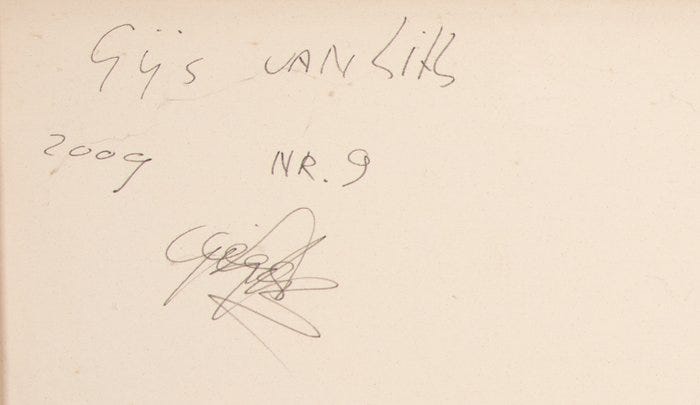 Gijs VAN Lith
2009 NR. 9